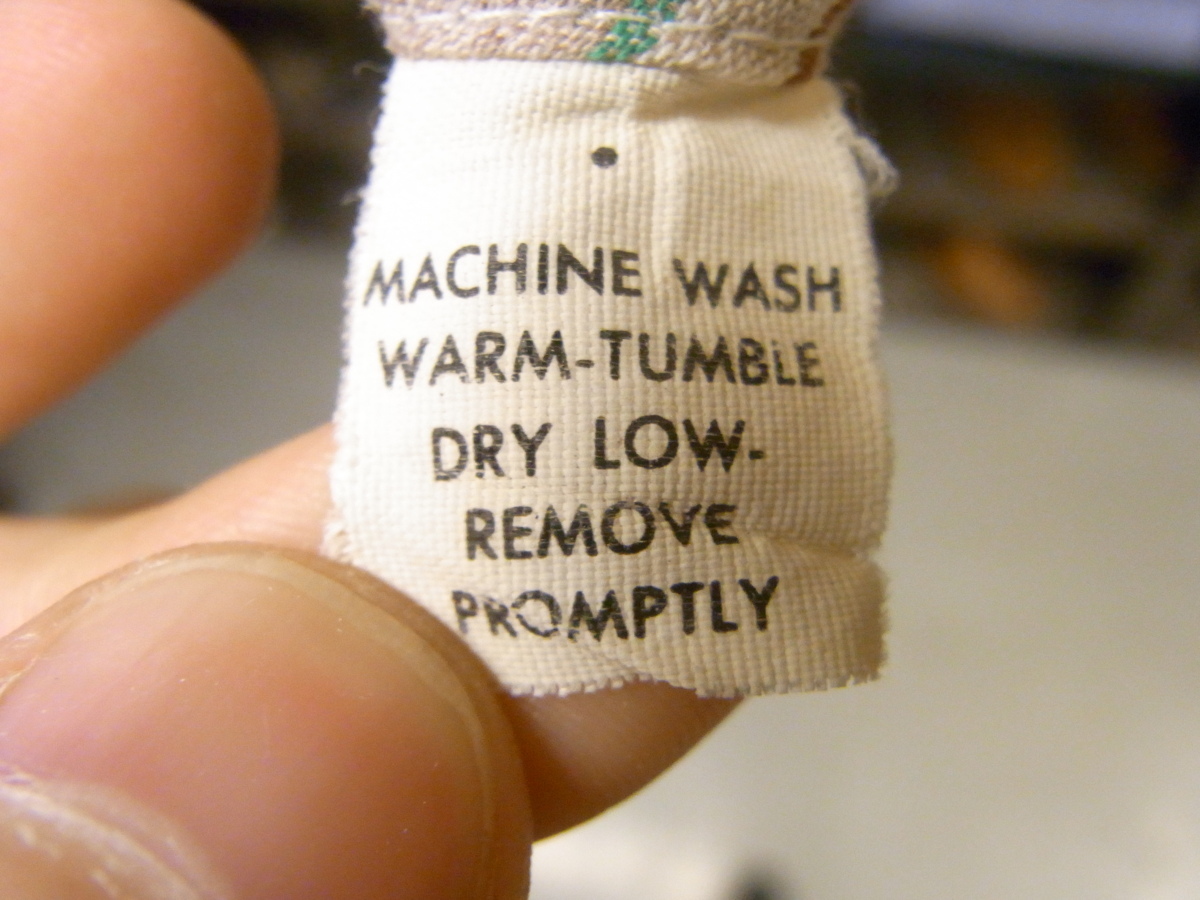 MACHINE WASH
WARM-TUMBLE
DRY LOW-
REMOVE
PROMPTLY